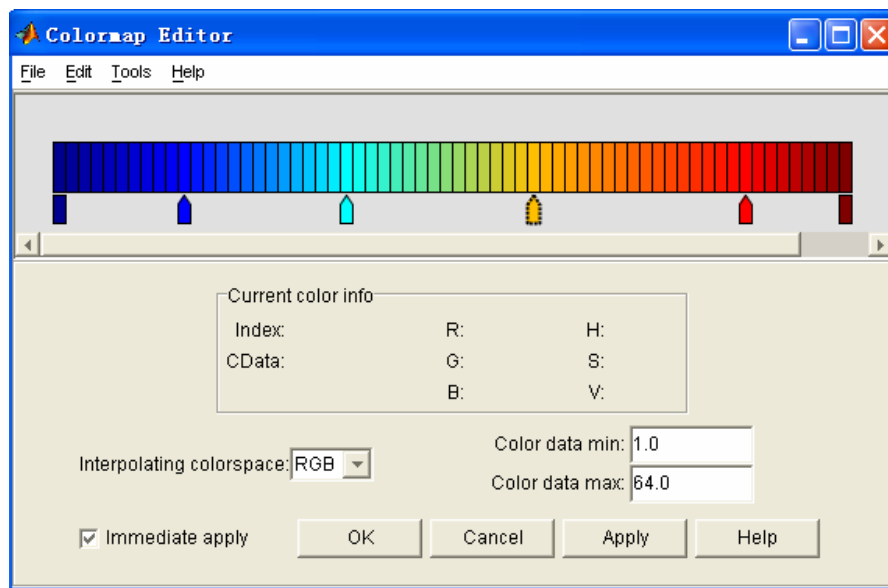 Colormap Editor
File Edit Tools Help
Current color info
Index: R: H:
CData: G: S:
B: V:
Interpolating colorspace: RGB
Color data min: 1.0
Color data max: 64.0
Immediate apply OK Cancel Apply Help